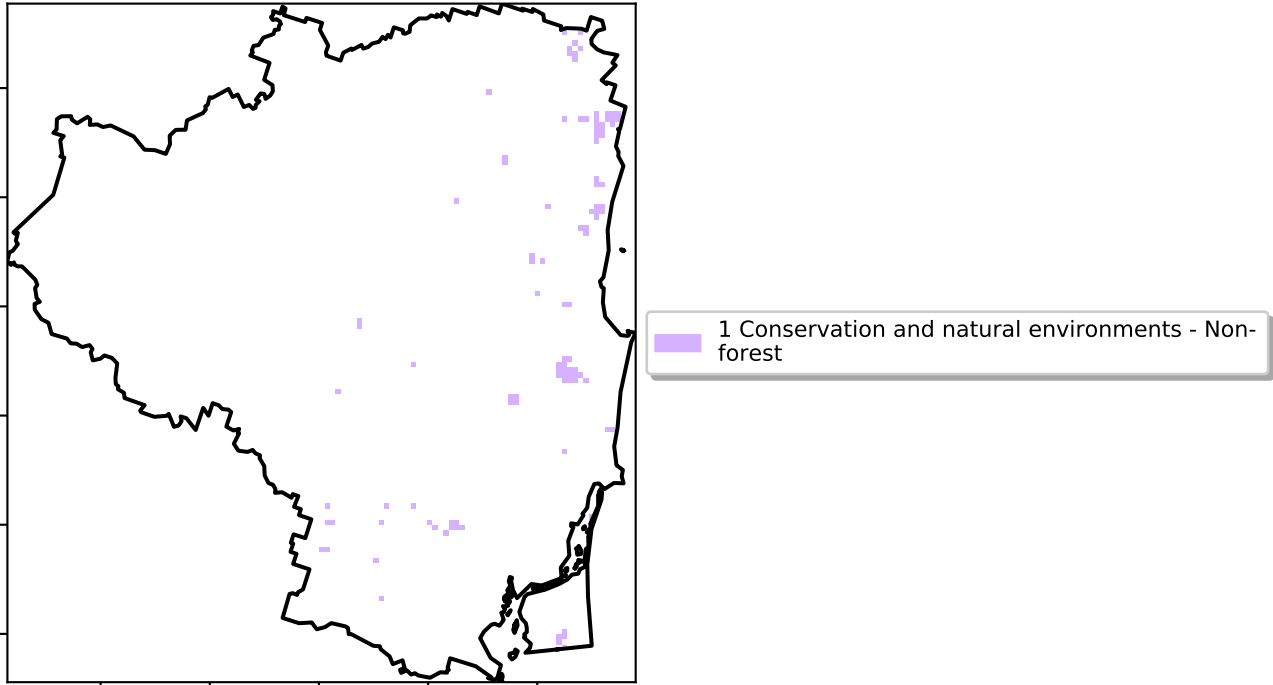 1 Conservation and natural environments - Non-
forest